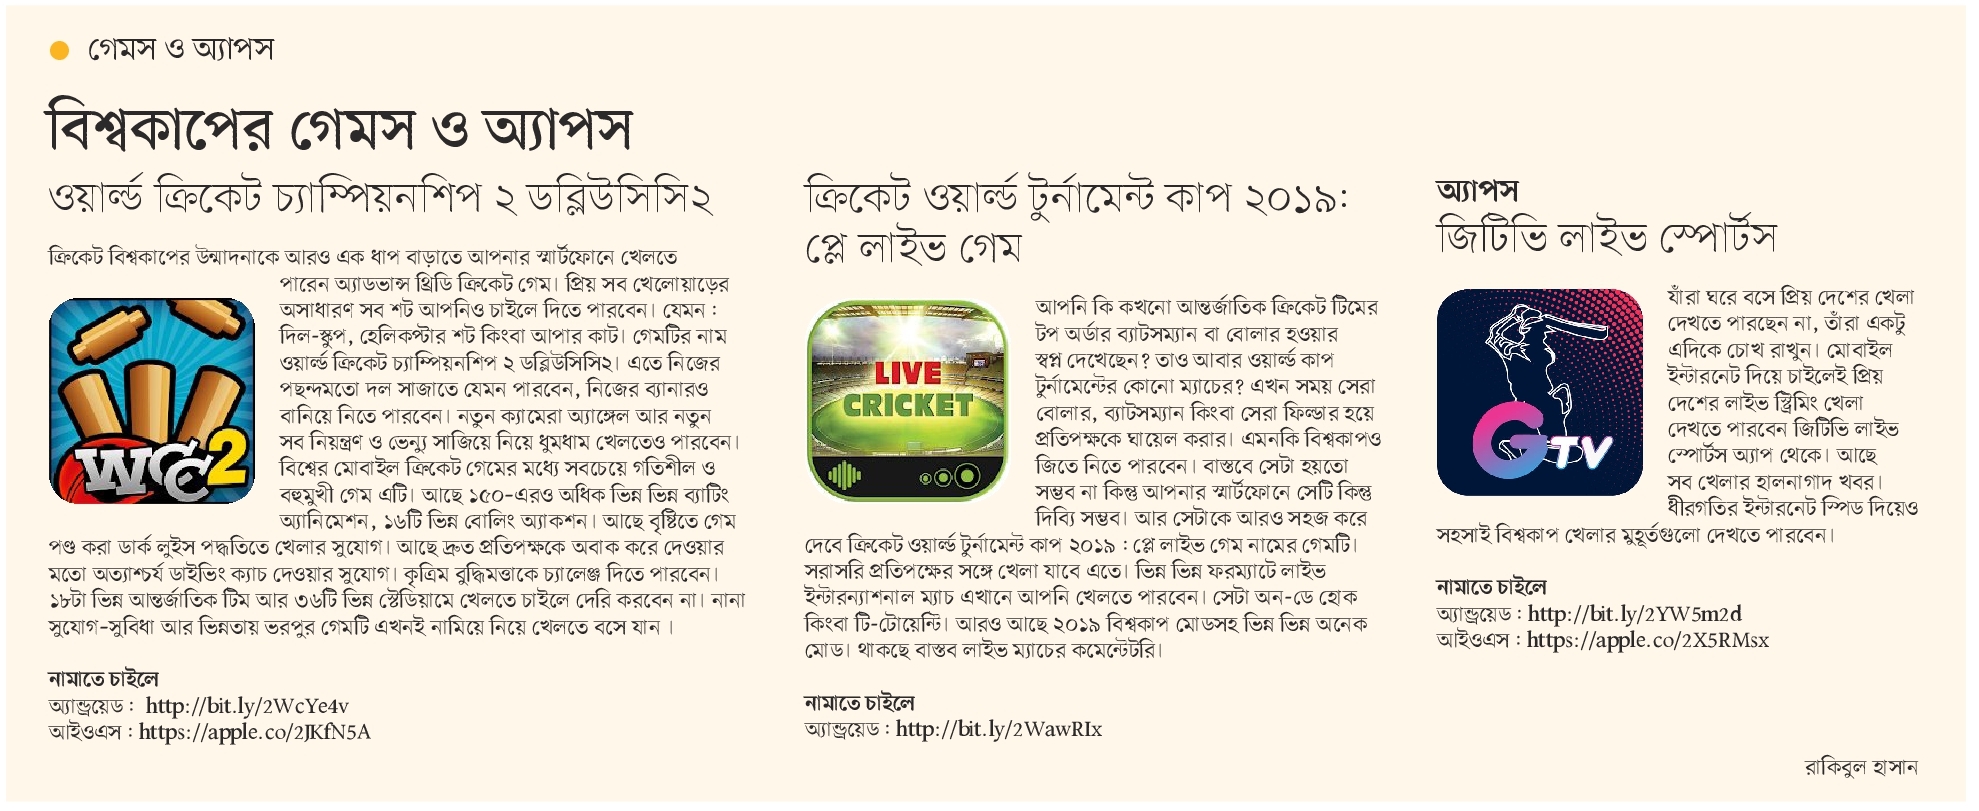 গেমস ও অ্যাপস
বিশ্বকাপের গেমস ও অ্যাপস
ওয়ার্ল্ড ক্রিকেট চ্যাম্পিয়নশিপ ২ ডব্লিউসিসি২
ক্রিকেট বিশ্বকাপের উন্মাদনাকে আরও এক ধাপ বাড়াতে আপনার স্মার্টফোনে খেলতে
পারেন অ্যাডভান্স থ্রিডি ক্রিকেট গেম। প্রিয় সব খেলোয়াড়ের
অসাধারণ সব শট আপনিও চাইলে দিতে পারবেন। যেমন :
দিল-স্কুপ, হেলিকপ্টার শট কিংবা আপার কাট। গেমটির নাম
ওয়ার্ল্ড ক্রিকেট চ্যাম্পিয়নশিপ ২ ডব্লিউসিসি২। এতে নিজের
পছন্দমতো দল সাজাতে যেমন পারবেন, নিজের ব্যানারও
বানিয়ে নিতে পারবেন। নতুন ক্যামেরা অ্যাঙ্গেল আর নতুন
সব নিয়ন্ত্রণ ও ভেন্যু সাজিয়ে নিয়ে ধুমধাম খেলতেও পারবেন।
বিশ্বের মোবাইল ক্রিকেট গেমের মধ্যে সবচেয়ে গতিশীল ও
বহুমুখী গেম এটি। আছে ১৫০-এরও অধিক ভিন্ন ভিন্ন ব্যাটিং
অ্যানিমেশন, ১৬টি ভিন্ন বোলিং অ্যাকশন। আছে বৃষ্টিতে গেম
পণ্ড করা ডার্ক লুইস পদ্ধতিতে খেলার সুযোগ। আছে দ্রুত প্রতিপক্ষকে অবাক করে দেওয়ার
মতো অত্যাশ্চর্য ডাইভিং ক্যাচ দেওয়ার সুযোগ। কৃত্রিম বুদ্ধিমত্তাকে চ্যালেঞ্জ দিতে পারবেন।
১৮টা ভিন্ন আন্তর্জাতিক টিম আর ৩৬টি ভিন্ন স্টেডিয়ামে খেলতে চাইলে দেরি করবেন না। নানা
সুযোগ-সুবিধা আর ভিন্নতায় ভরপুর গেমটি এখনই নামিয়ে নিয়ে খেলতে বসে যান।
WCC2
নামাতে চাইলে
অ্যান্ড্রয়েড : http://bit.ly/2WcYe4v
আইওএস : https://apple.co/2JKfN5A
ক্রিকেট ওয়ার্ল্ড টুর্নামেন্ট কাপ ২০১৯:
প্লে লাইভ গেম
LIVE
CRICKET
আপনি কি কখনো আন্তর্জাতিক ক্রিকেট টিমের
টপ অর্ডার ব্যাটসম্যান বা বোলার হওয়ার
স্বপ্ন দেখেছেন? তাও আবার ওয়ার্ল্ড কাপ
টুর্নামেন্টের কোনো ম্যাচের? এখন সময় সেরা
বোলার, ব্যাটসম্যান কিংবা সেরা ফিল্ডার হয়ে
প্রতিপক্ষকে ঘায়েল করার। এমনকি বিশ্বকাপও
জিতে নিতে পারবেন। বাস্তবে সেটা হয়তো
সম্ভব না কিন্তু আপনার স্মার্টফোনে সেটি কিন্তু
দিব্যি সম্ভব। আর সেটাকে আরও সহজ করে
দেবে ক্রিকেট ওয়ার্ল্ড টুর্নামেন্ট কাপ ২০১৯ : প্লে লাইভ গেম নামের গেমটি।
সরাসরি প্রতিপক্ষের সঙ্গে খেলা যাবে এতে। ভিন্ন ভিন্ন ফরম্যাটে লাইভ
ইন্টারন্যাশনাল ম্যাচ এখানে আপনি খেলতে পারবেন। সেটা অন-ডে হোক
কিংবা টি-টোয়েন্টি। আরও আছে ২০১৯ বিশ্বকাপ মোডসহ ভিন্ন ভিন্ন অনেক
মোড। থাকছে বাস্তব লাইভ ম্যাচের কমেন্টেটরি।
নামাতে চাইলে
অ্যান্ড্রয়েড : http://bit.ly/2WawRIx
অ্যাপস
জিটিভি লাইভ স্পোর্টস
GTV
যাঁরা ঘরে বসে প্রিয় দেশের খেলা
দেখতে পারছেন না, তাঁরা একটু
এদিকে চোখ রাখুন। মোবাইল
ইন্টারনেট দিয়ে চাইলেই প্রিয়
দেশের লাইভ স্ট্রিমিং খেলা
দেখতে পারবেন জিটিভি লাইভ
স্পোর্টস অ্যাপ থেকে। আছে
সব খেলার হালনাগাদ খবর।
ধীরগতির ইন্টারনেট স্পিড দিয়েও
সহসাই বিশ্বকাপ খেলার মুহূর্তগুলো দেখতে পারবেন।
নামাতে চাইলে
অ্যান্ড্রয়েড : http://bit.ly/2YW5m2d
আইওএস : https://apple.co/2X5RMsx
রাকিবুল হাসান